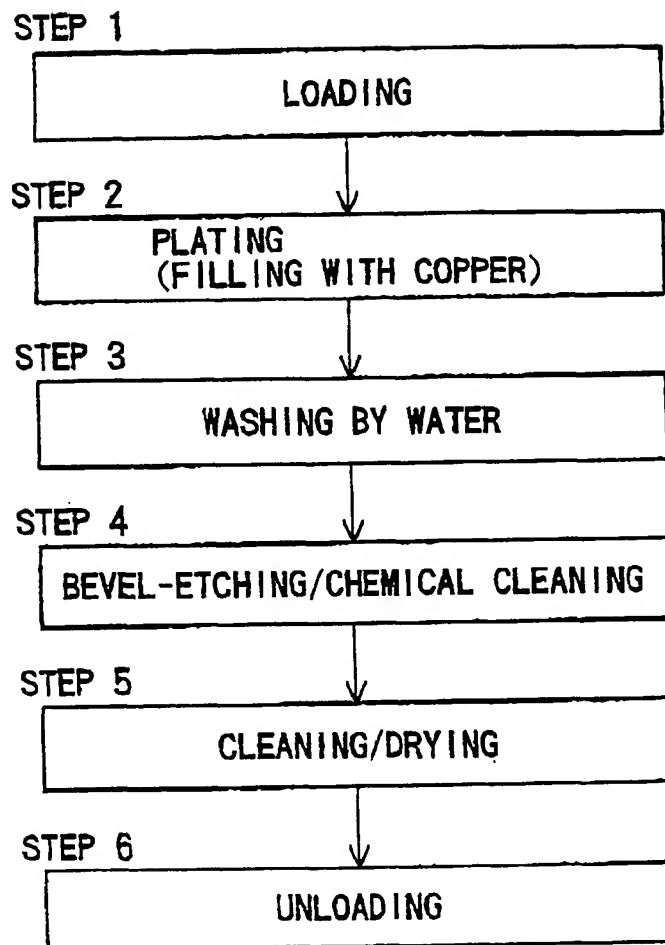 STEP 1
LOADING
STEP 2
PLATING
(FILLING WITH COPPER)
STEP 3
WASHING BY WATER
STEP 4
BEVEL-ETCHING/CHEMICAL CLEANING
STEP 5
CLEANING/DRYING
STEP 6
UNLOADING